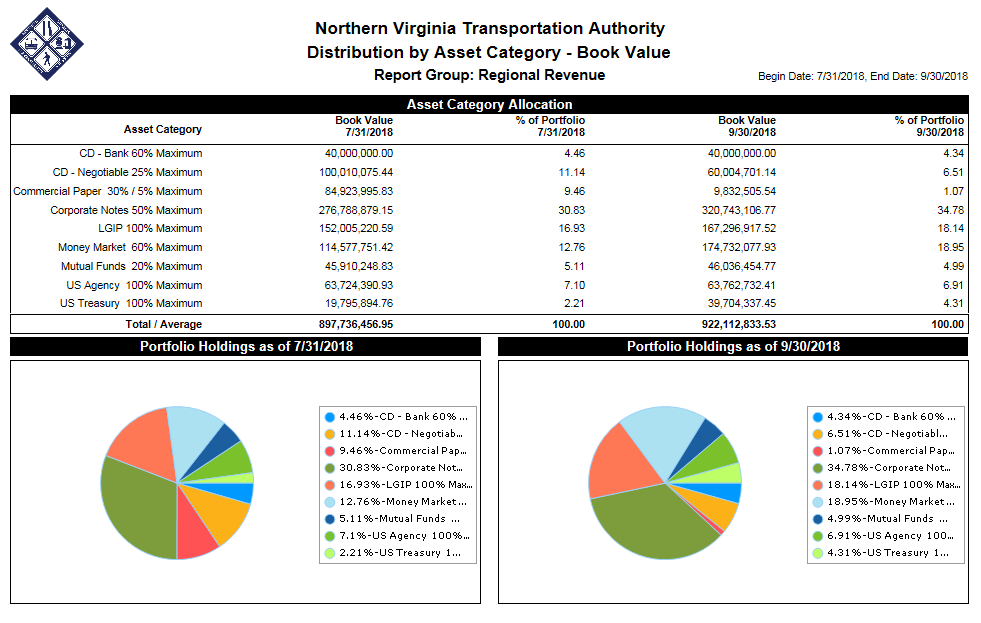 Northern Virginia Transportation Authority
Distribution by Asset Category - Book Value
Report Group: Regional Revenue
Begin Date: 7/31/2018, End Date: 9/30/2018
Asset Category Allocation
Asset Category Book Value 7/31/2018 % of Portfolio 7/31/2018 Book Value 9/30/2018 % of Portfolio 9/30/2018
CD - Bank 60% Maximum 40,000,000.00 4.46 40,000,000.00 4.34
CD - Negotiable 25% Maximum 100,010,075.44 11.14 60,004,701.14 6.51
Commercial Paper 30% / 5% Maximum 84,923,995.83 9.46 9,832,505.54 1.07
Corporate Notes 50% Maximum 276,788,879.15 30.83 320,743,106.77 34.78
LGIP 100% Maximum 152,005,220.59 16.93 167,296,917.52 18.14
Money Market 60% Maximum 114,577,751.42 12.76 174,732,077.93 18.95
Mutual Funds 20% Maximum 45,910,248.83 5.11 46,036,454.77 4.99
US Agency 100% Maximum 63,724,390.93 7.10 63,762,732.41 6.91
US Treasury 100% Maximum 19,795,894.76 2.21 39,704,337.45 4.31
Total / Average 897,736,456.95 100.00 922,112,833.53 100.00
Portfolio Holdings as of 7/31/2018
4.46%-CD - Bank 60% ...
11.14%-CD - Negotiab...
9.46%-Commercial Pap...
30.83%-Corporate Not...
16.93%-LGIP 100% Max...
12.76%-Money Market ...
5.11%-Mutual Funds ...
7.1%-US Agency 100%...
2.21%-US Treasury 1...
Portfolio Holdings as of 9/30/2018
4.34%-CD - Bank 60% ...
6.51%-CD - Negotiabl...
1.07%-Commercial Pap...
34.78%-Corporate Not...
18.14%-LGIP 100% Max...
18.95%-Money Market ...
4.99%-Mutual Funds ...
6.91%-US Agency 100...
4.31%-US Treasury 1...